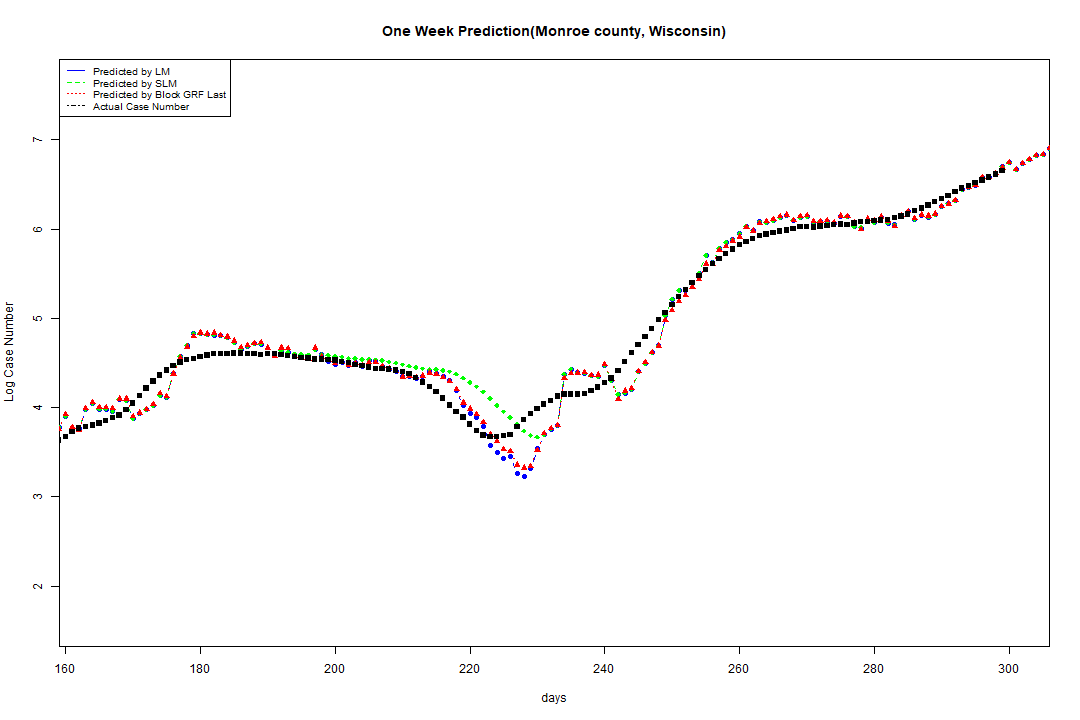 One Week Prediction(Monroe county, Wisconsin)
Predicted by LM
Predicted by SLM
Predicted by Block GRF Last
Actual Case Number
7
6
5
4
3
2
Log Case Number
160 180 200 220 240 260 280 300
days